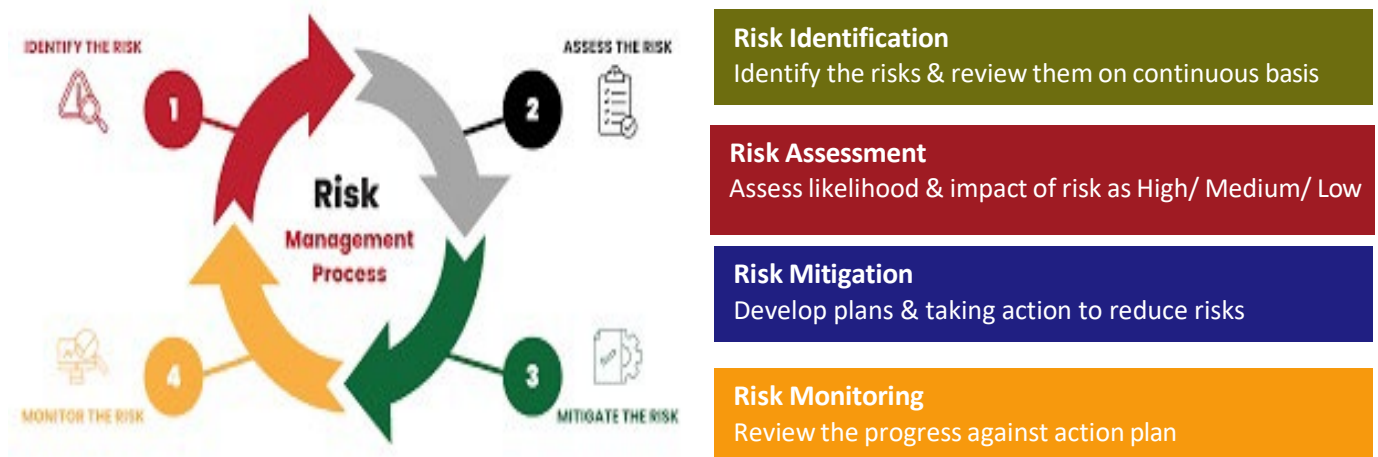 IDENTIFY THE RISK
1
ASSESS THE RISK
2
Risk
Management
Process
4
MONITOR THE RISK
3
MITIGATE THE RISK
Risk Identification
Identify the risks & review them on continuous basis
Risk Assessment
Assess likelihood & impact of risk as High/ Medium/ Low
Risk Mitigation
Develop plans & taking action to reduce risks
Risk Monitoring
Review the progress against action plan